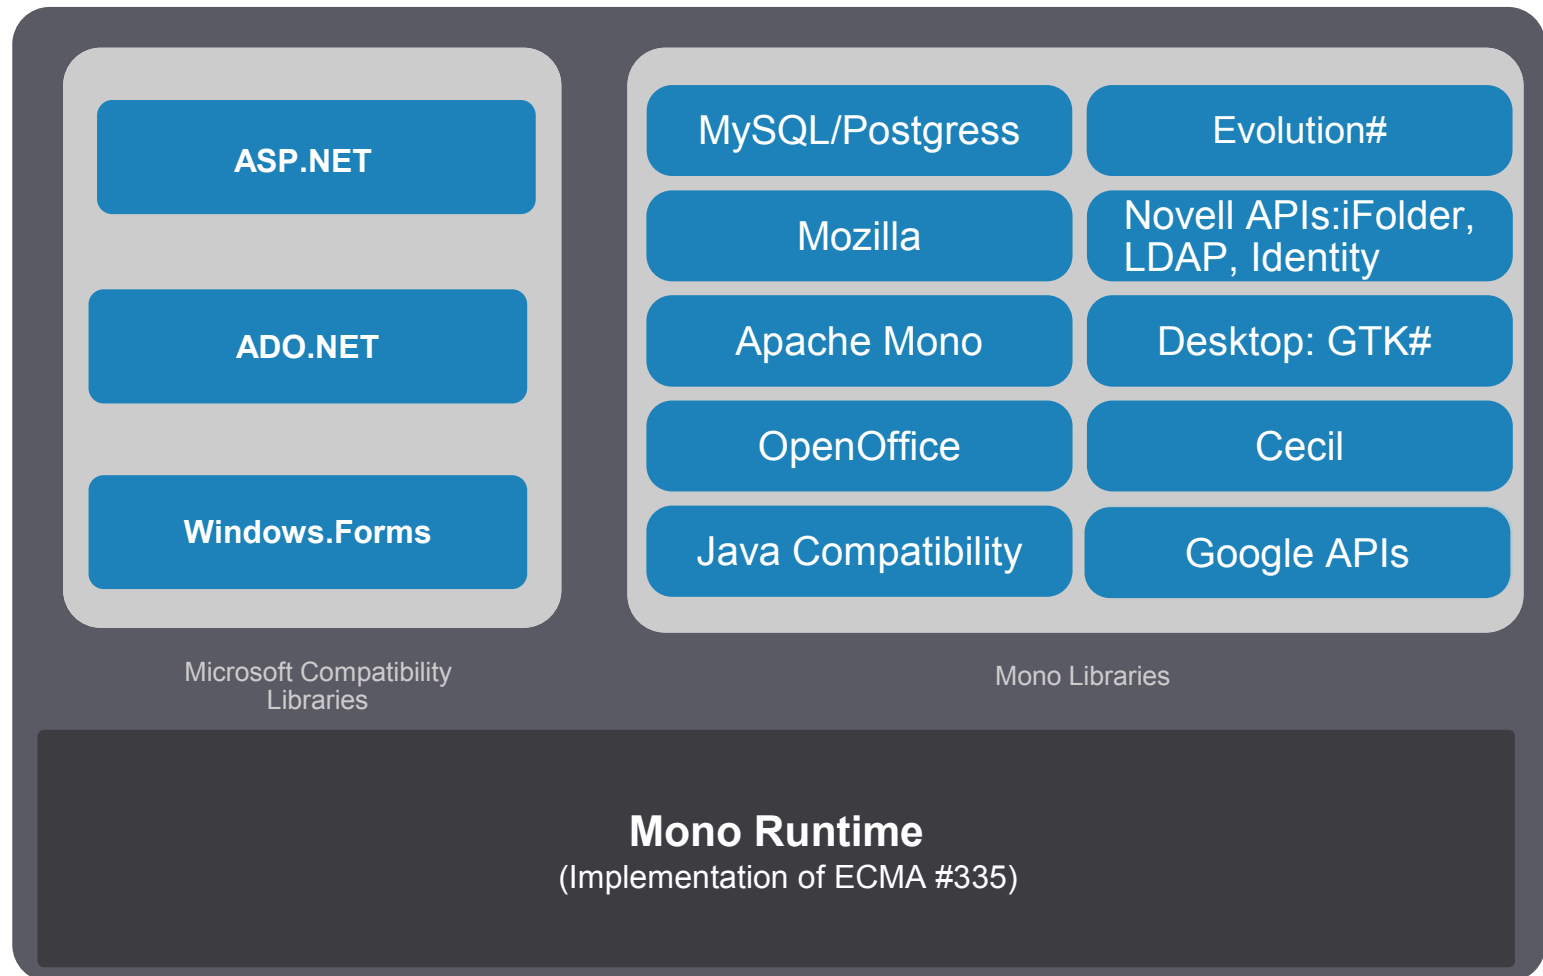 ASP.NET
ADO.NET
Windows.Forms
Microsoft Compatibility
Libraries
MySQL/Postgress
Evolution#
Mozilla
Novell APIs:iFolder,
LDAP, Identity
Apache Mono
Desktop: GTK#
OpenOffice
Cecil
Java Compatibility
Google APIs
Mono Libraries
Mono Runtime
(Implementation of ECMA #335)